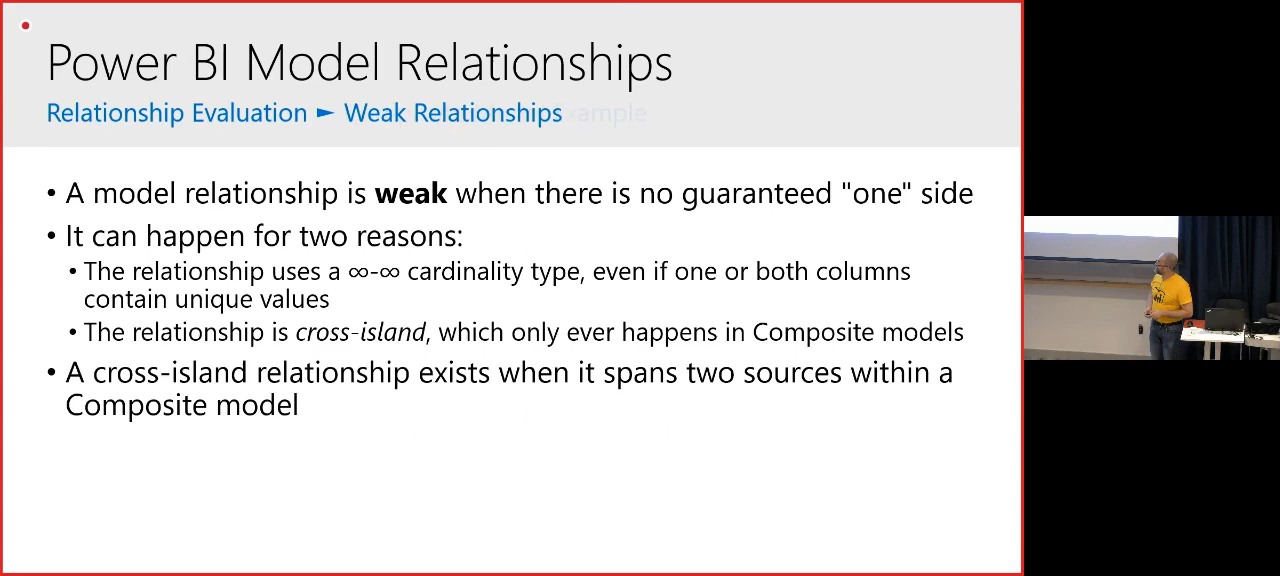 Power BI Model Relationships
Relationship Evaluation ► Weak Relationships
• A model relationship is weak when there is no guaranteed "one" side
• It can happen for two reasons:
• The relationship uses a ∞-∞ cardinality type, even if one or both columns
contain unique values
• The relationship is cross-island, which only ever happens in Composite models
• A cross-island relationship exists when it spans two sources within a
Composite model